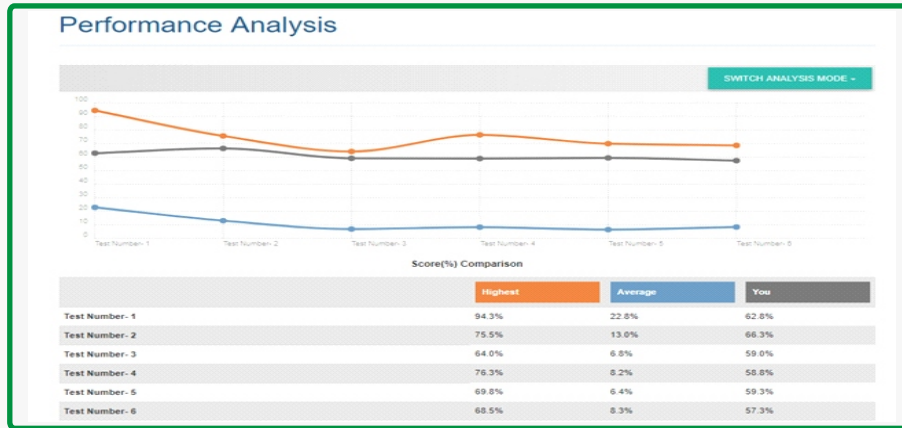 Performance Analysis
SWITCH ANALYSIS MODE
100
90
80
70
60
50
40
30
20
10
0
Test Number- 1 Test Number- 2 Test Number- 3 Test Number- 4 Test Number- 5 Test Number- 6
Score(%) Comparison
Highest Average You
Test Number- 1 94.3% 22.8% 62.8%
Test Number- 2 75.5% 13.0% 66.3%
Test Number- 3 64.0% 6.8% 59.0%
Test Number- 4 76.3% 8.2% 58.8%
Test Number- 5 69.8% 6.4% 59.3%
Test Number- 6 68.5% 8.3% 57.3%